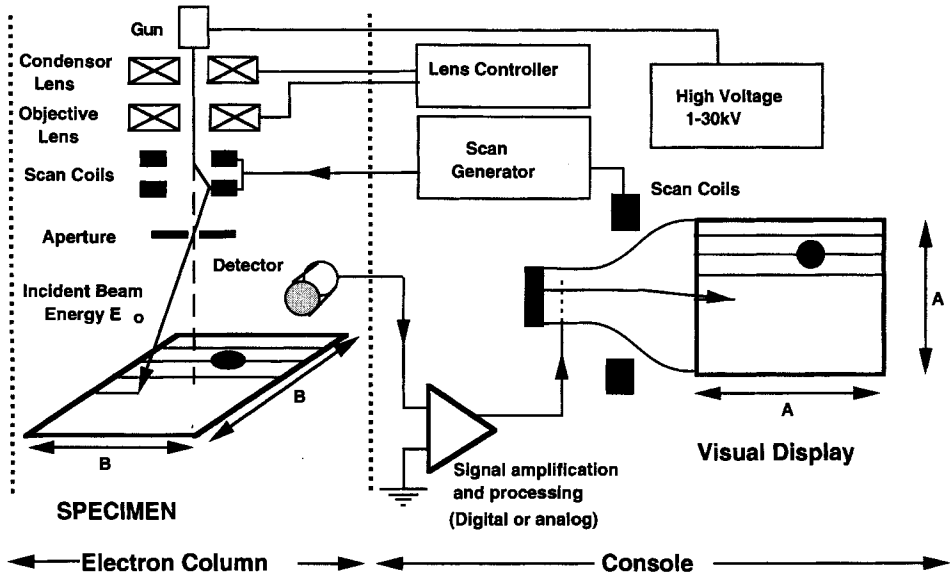 Gun
Condensor
Lens
Objective
Lens
Scan Coils
Aperture
Detector
Incident Beam
Energy E o
B
B
SPECIMEN
Electron Column
Lens Controller
High Voltage
1-30kV
Scan
Generator
Scan Coils
A
A
Visual Display
Signal amplification
and processing
(Digital or analog)
Console